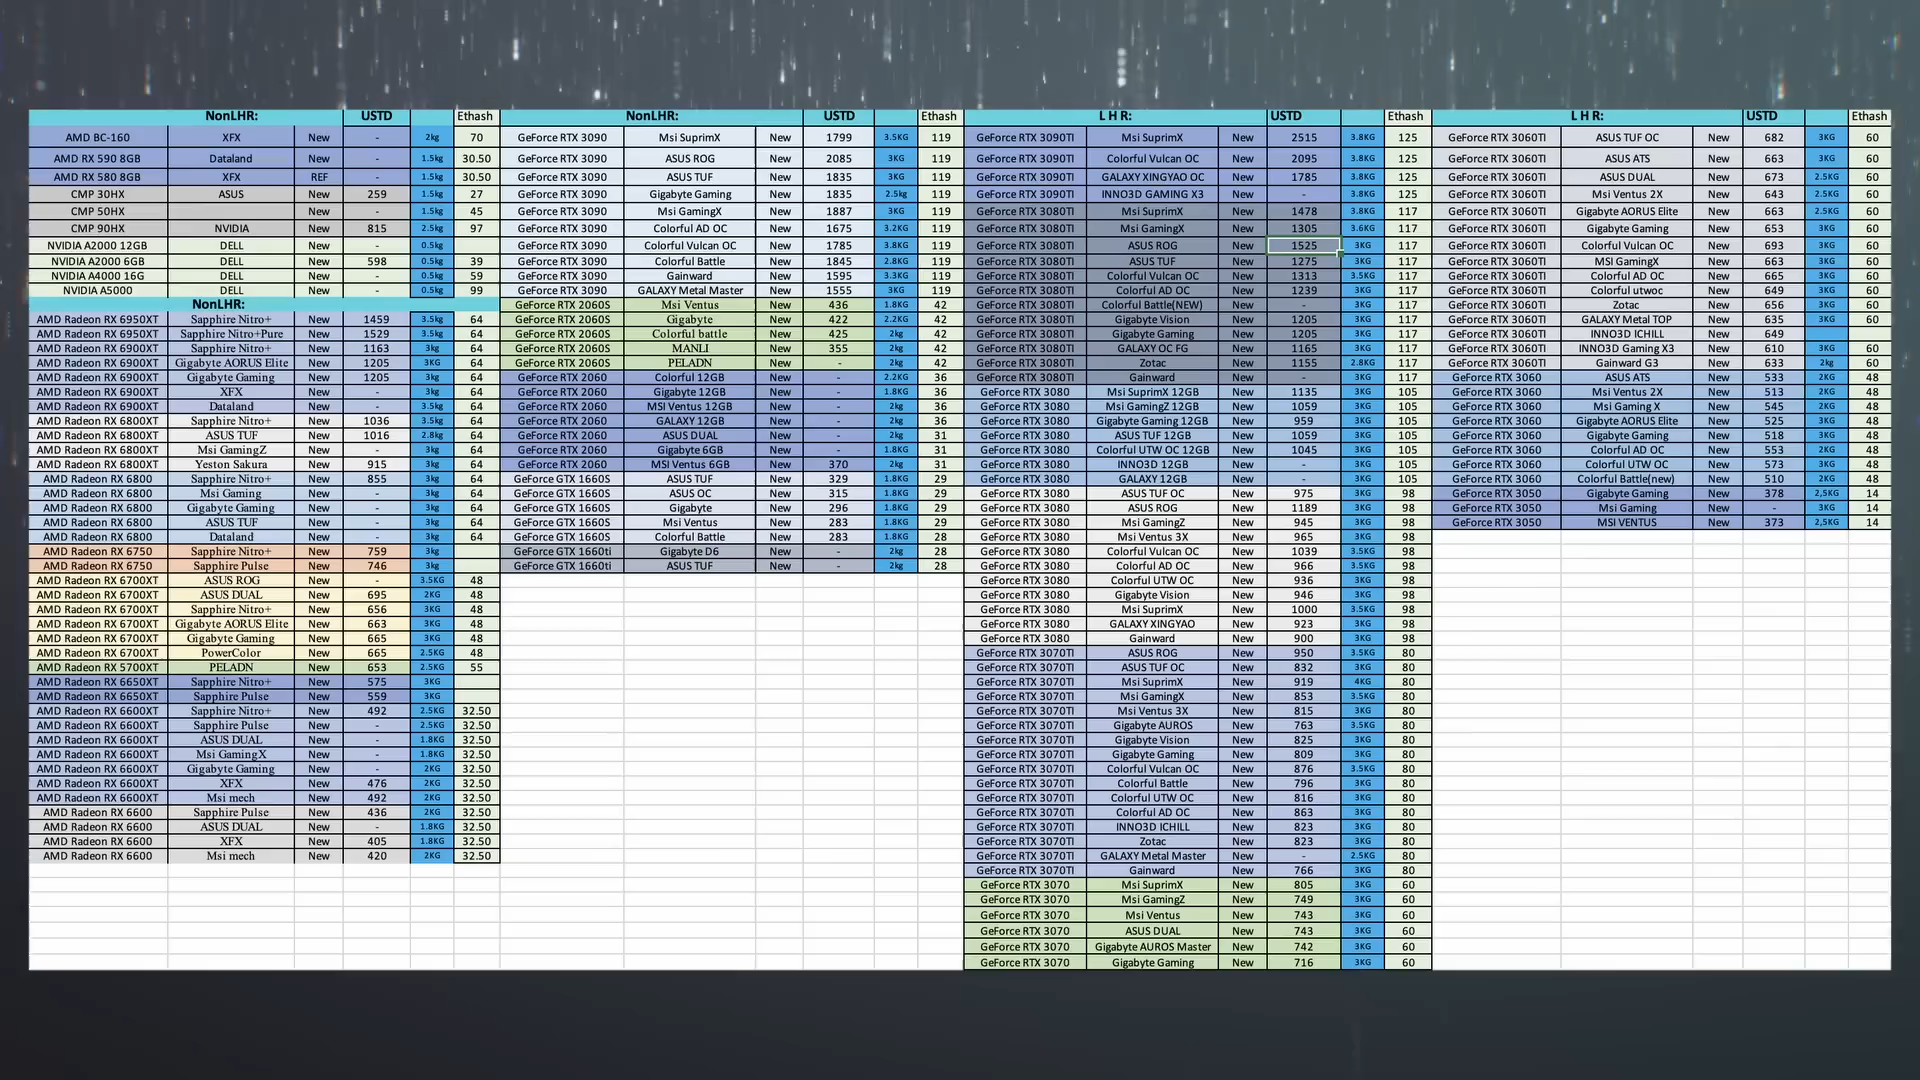 NonLHR: USTD Ethash
AMD BC-160 XFX New - 2kg 70
AMD RX 590 8GB Dataland New - 1.5kg 30.50
AMD RX 580 8GB XFX REF - 1.5kg 30.50
CMP 30HX ASUS New 259 1.5kg 27
CMP 50HX New - 1.5kg 45
CMP 90HX NVIDIA New 815 2.5kg 97
NVIDIA A2000 12GB DELL New - 0.5kg
NVIDIA A2000 6GB DELL New 598 0.5kg 39
NVIDIA A4000 16G DELL New - 0.5kg 59
NVIDIA A5000 DELL New - 0.5kg 99
NonLHR:
AMD Radeon RX 6950XT Sapphire Nitro+ New 1459 3.5kg 64
AMD Radeon RX 6950XT Sapphire Nitro+Pure New 1529 3.5kg 64
AMD Radeon RX 6900XT Sapphire Nitro+ New 1163 3kg 64
AMD Radeon RX 6900XT Gigabyte AORUS Elite New 1205 3KG 64
AMD Radeon RX 6900XT Gigabyte Gaming New 1205 3kg 64
AMD Radeon RX 6900XT XFX New - 3kg 64
AMD Radeon RX 6900XT Dataland New - 3.5kg 64
AMD Radeon RX 6800XT Sapphire Nitro+ New 1036 3kg 64
AMD Radeon RX 6800XT ASUS TUF New 1016 2.8kg 64
AMD Radeon RX 6800XT Msi GamingZ New - 3kg 64
AMD Radeon RX 6800XT Yeston Sakura New 915 3kg 64
AMD Radeon RX 6800 Sapphire Nitro+ New 855 3kg 64
AMD Radeon RX 6800 Msi Gaming New - 3kg 64
AMD Radeon RX 6800 Gigabyte Gaming New - 3kg 64
AMD Radeon RX 6800 ASUS TUF New - 3kg 64
AMD Radeon RX 6800 Dataland New - 3kg 64
AMD Radeon RX 6750 Sapphire Nitro+ New 759 3kg
AMD Radeon RX 6750 Sapphire Pulse New 746 3kg
AMD Radeon RX 6700XT ASUS ROG New - 3.5KG 48
AMD Radeon RX 6700XT ASUS DUAL New 695 2KG 48
AMD Radeon RX 6700XT Sapphire Nitro+ New 656 3KG 48
AMD Radeon RX 6700XT Gigabyte AORUS Elite New 663 3KG 48
AMD Radeon RX 6700XT Gigabyte Gaming New 665 3KG 48
AMD Radeon RX 6700XT PowerColor New 665 2.5KG 48
AMD Radeon RX 5700XT PELADN New 653 2.5KG 55
AMD Radeon RX 6650XT Sapphire Nitro+ New 575 3KG
AMD Radeon RX 6650XT Sapphire Pulse New 559 3KG
AMD Radeon RX 6600XT Sapphire Nitro+ New 492 2.5KG 32.50
AMD Radeon RX 6600XT Sapphire Pulse New - 2.5KG 32.50
AMD Radeon RX 6600XT ASUS DUAL New - 1.8KG 32.50
AMD Radeon RX 6600XT Msi GamingX New - 1.8KG 32.50
AMD Radeon RX 6600XT Gigabyte Gaming New - 2KG 32.50
AMD Radeon RX 6600XT XFX New 476 2KG 32.50
AMD Radeon RX 6600XT Msi mech New 492 2KG 32.50
AMD Radeon RX 6600 Sapphire Pulse New 436 2KG 32.50
AMD Radeon RX 6600 ASUS DUAL New - 1.8KG 32.50
AMD Radeon RX 6600 XFX New 405 1.8KG 32.50
AMD Radeon RX 6600 Msi mech New 420 2KG 32.50
NonLHR: USTD Ethash
GeForce RTX 3090 Msi SuprimX New 1799 3.5KG 119
GeForce RTX 3090 ASUS ROG New 2085 3KG 119
GeForce RTX 3090 ASUS TUF New 1835 3KG 119
GeForce RTX 3090 Gigabyte Gaming New 1835 2.5kg 119
GeForce RTX 3090 Msi GamingX New 1887 3KG 119
GeForce RTX 3090 Colorful AD OC New 1675 3.2KG 119
GeForce RTX 3090 Colorful Vulcan OC New 1785 3.8KG 119
GeForce RTX 3090 Colorful Battle New 1845 2.8KG 119
GeForce RTX 3090 Gainward New 1595 3.3KG 119
GeForce RTX 3090 GALAXY Metal Master New 1555 3KG 119
GeForce RTX 2060S Msi Ventus New 436 1.8KG 42
GeForce RTX 2060S Gigabyte New 422 2.2KG 42
GeForce RTX 2060S Colorful battle New 425 2kg 42
GeForce RTX 2060S MANLI New 355 2kg 42
GeForce RTX 2060S PELADN New - 2kg 42
GeForce RTX 2060 Colorful 12GB New - 2.2KG 36
GeForce RTX 2060 Gigabyte 12GB New - 1.8KG 36
GeForce RTX 2060 MSI Ventus 12GB New - 2kg 36
GeForce RTX 2060 GALAXY 12GB New - 2kg 36
GeForce RTX 2060 ASUS DUAL New - 2kg 31
GeForce RTX 2060 Gigabyte 6GB New - 1.8KG 31
GeForce RTX 2060 MSI Ventus 6GB New 370 2kg 31
GeForce GTX 1660S ASUS TUF New 329 1.8KG 29
GeForce GTX 1660S ASUS OC New 315 1.8KG 29
GeForce GTX 1660S Gigabyte New 296 1.8KG 29
GeForce GTX 1660S Msi Ventus New 283 1.8KG 29
GeForce GTX 1660S Colorful Battle New 283 1.8KG 28
GeForce GTX 1660ti Gigabyte D6 New - 2kg 28
GeForce GTX 1660ti ASUS TUF New - 2kg 28
L H R: USTD Ethash
GeForce RTX 3090TI Msi SuprimX New 2515 3.8KG 125
GeForce RTX 3090TI Colorful Vulcan OC New 2095 3.8KG 125
GeForce RTX 3090TI GALAXY XINGYAO OC New 1785 3.8KG 125
GeForce RTX 3090TI INNO3D GAMING X3 New - 3.8KG 125
GeForce RTX 3080TI Msi SuprimX New 1478 3.8KG 117
GeForce RTX 3080TI Msi GamingX New 1305 3.6KG 117
GeForce RTX 3080TI ASUS ROG New 1525 3KG 117
GeForce RTX 3080TI ASUS TUF New 1275 3KG 117
GeForce RTX 3080TI Colorful Vulcan OC New 1313 3.5KG 117
GeForce RTX 3080TI Colorful AD OC New 1239 3KG 117
GeForce RTX 3080TI Colorful Battle(NEW) New - 3KG 117
GeForce RTX 3080TI Gigabyte Vision New 1205 3KG 117
GeForce RTX 3080TI Gigabyte Gaming New 1205 3KG 117
GeForce RTX 3080TI GALAXY OC FG New 1165 3KG 117
GeForce RTX 3080TI Zotac New 1155 2.8KG 117
GeForce RTX 3080TI Gainward New - 3KG 117
GeForce RTX 3080 Msi SuprimX 12GB New 1135 3KG 105
GeForce RTX 3080 Msi GamingZ 12GB New 1059 3KG 105
GeForce RTX 3080 Gigabyte Gaming 12GB New 959 3KG 105
GeForce RTX 3080 ASUS TUF 12GB New 1059 3KG 105
GeForce RTX 3080 Colorful UTW OC 12GB New 1045 3KG 105
GeForce RTX 3080 INNO3D 12GB New - 3KG 105
GeForce RTX 3080 GALAXY 12GB New - 3KG 105
GeForce RTX 3080 ASUS TUF OC New 975 3KG 98
GeForce RTX 3080 ASUS ROG New 1189 3KG 98
GeForce RTX 3080 Msi GamingZ New 945 3KG 98
GeForce RTX 3080 Msi Ventus 3X New 965 3KG 98
GeForce RTX 3080 Colorful Vulcan OC New 1039 3.5KG 98
GeForce RTX 3080 Colorful AD OC New 966 3.5KG 98
GeForce RTX 3080 Colorful UTW OC New 936 3KG 98
GeForce RTX 3080 Gigabyte Vision New 946 3KG 98
GeForce RTX 3080 Msi SuprimX New 1000 3.5KG 98
GeForce RTX 3080 GALAXY XINGYAO New 923 3KG 98
GeForce RTX 3080 Gainward New 900 3KG 98
GeForce RTX 3070TI ASUS ROG New 950 3.5KG 80
GeForce RTX 3070TI ASUS TUF OC New 832 3KG 80
GeForce RTX 3070TI Msi SuprimX New 919 4KG 80
GeForce RTX 3070TI Msi GamingX New 853 3.5KG 80
GeForce RTX 3070TI Msi Ventus 3X New 815 3KG 80
GeForce RTX 3070TI Gigabyte AUROS New 763 3.5KG 80
GeForce RTX 3070TI Gigabyte Vision New 825 3KG 80
GeForce RTX 3070TI Gigabyte Gaming New 809 3KG 80
GeForce RTX 3070TI Colorful Vulcan OC New 876 3.5KG 80
GeForce RTX 3070TI Colorful Battle New 796 3KG 80
GeForce RTX 3070TI Colorful UTW OC New 816 3KG 80
GeForce RTX 3070TI Colorful AD OC New 863 3KG 80
GeForce RTX 3070TI INNO3D ICHILL New 823 3KG 80
GeForce RTX 3070TI Zotac New 823 3KG 80
GeForce RTX 3070TI GALAXY Metal Master New - 2.5KG 80
GeForce RTX 3070TI Gainward New 766 3KG 80
GeForce RTX 3070 Msi SuprimX New 805 3KG 60
GeForce RTX 3070 Msi GamingZ New 749 3KG 60
GeForce RTX 3070 Msi Ventus New 743 3KG 60
GeForce RTX 3070 ASUS DUAL New 743 3KG 60
GeForce RTX 3070 Gigabyte AUROS Master New 742 3KG 60
GeForce RTX 3070 Gigabyte Gaming New 716 3KG 60
L H R: USTD Ethash
GeForce RTX 3060TI ASUS TUF OC New 682 3KG 60
GeForce RTX 3060TI ASUS ATS New 663 3KG 60
GeForce RTX 3060TI ASUS DUAL New 673 2.5KG 60
GeForce RTX 3060TI Msi Ventus 2X New 643 2.5KG 60
GeForce RTX 3060TI Gigabyte AORUS Elite New 663 2.5KG 60
GeForce RTX 3060TI Gigabyte Gaming New 653 3KG 60
GeForce RTX 3060TI Colorful Vulcan OC New 693 3KG 60
GeForce RTX 3060TI MSI GamingX New 663 3KG 60
GeForce RTX 3060TI Colorful AD OC New 665 3KG 60
GeForce RTX 3060TI Colorful utwoc New 649 3KG 60
GeForce RTX 3060TI Zotac New 656 3KG 60
GeForce RTX 3060TI GALAXY Metal TOP New 635 3KG 60
GeForce RTX 3060TI INNO3D ICHILL New 649
GeForce RTX 3060TI INNO3D Gaming X3 New 610 3KG 60
GeForce RTX 3060TI Gainward G3 New 633 2kg 60
GeForce RTX 3060 ASUS ATS New 533 2KG 48
GeForce RTX 3060 Msi Ventus 2X New 513 2KG 48
GeForce RTX 3060 Msi Gaming X New 545 2KG 48
GeForce RTX 3060 Gigabyte AORUS Elite New 525 3KG 48
GeForce RTX 3060 Gigabyte Gaming New 518 3KG 48
GeForce RTX 3060 Colorful AD OC New 553 2KG 48
GeForce RTX 3060 Colorful UTW OC New 573 3KG 48
GeForce RTX 3060 Colorful Battle(new) New 510 2KG 48
GeForce RTX 3050 Gigabyte Gaming New 378 2,5KG 14
GeForce RTX 3050 Msi Gaming New - 3KG 14
GeForce RTX 3050 MSI VENTUS New 373 2,5KG 14